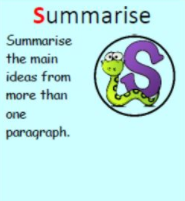 Summarise
Summarise
the main
ideas from
more than
one
paragraph.
S